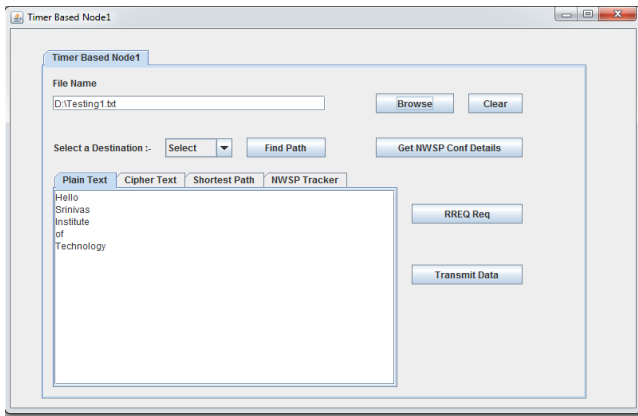 Timer Based Node1
Timer Based Node1
File Name
D:\Testing1.txt
Browse
Clear
Select a Destination :-
Select
Find Path
Get NWSP Conf Details
Plain Text
Cipher Text
Shortest Path
NWSP Tracker
Hello
Srinivas
Institute
of
Technology
RREQ Req
Transmit Data